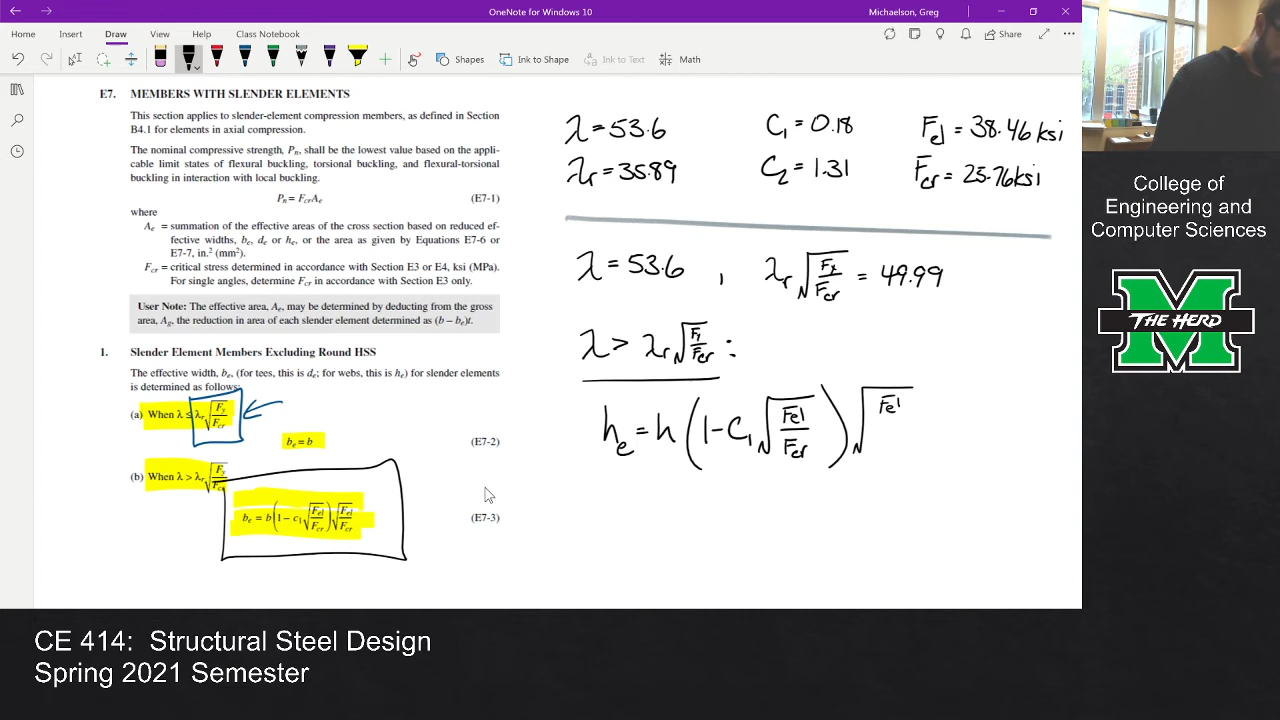 OneNote for Windows 10
Michaelson, Greg
Home Insert Draw View Help Class Notebook
Share
Shapes Ink to Shape Ink to Text Math
E7. MEMBERS WITH SLENDER ELEMENTS
This section applies to slender-element compression members, as defined in Section
B4.1 for elements in axial compression.
The nominal compressive strength, Pn, shall be the lowest value based on the appli-
cable limit states of flexural buckling, torsional buckling, and flexural-torsional
buckling in interaction with local buckling.
Pn = FcrAe (E7-1)
where
Ae = summation of the effective areas of the cross section based on reduced ef-
fective widths, be, de or he, or the area as given by Equations E7-6 or
E7-7, in.² (mm²).
Fcr = critical stress determined in accordance with Section E3 or E4, ksi (MPa).
For single angles, determine Fcr in accordance with Section E3 only.
User Note: The effective area, Ae, may be determined by deducting from the gross
area, Ag, the reduction in area of each slender element determined as (b – be)t.
1. Slender Element Members Excluding Round HSS
The effective width, be, (for tees, this is de; for webs, this is he) for slender elements
is determined as follows:
(a) When λ ≤ λr√(Fy/Fcr)
be = b (E7-2)
(b) When λ > λr√(Fy/Fcr)
be = b(1 – c1√(Fel/Fcr))√(Fel/Fcr) (E7-3)
λ = 53.6 C1 = 0.18 Fel = 38.46 ksi
λr = 35.89 C2 = 1.31 Fcr = 25.76 ksi
λ = 53.6 , λr√(Fy/Fcr) = 49.99
λ > λr√(Fy/Fcr) :
he = h(1 - C1√(Fel/Fcr))√Fel
College of
Engineering and
Computer Sciences
THE HERD
CE 414: Structural Steel Design
Spring 2021 Semester